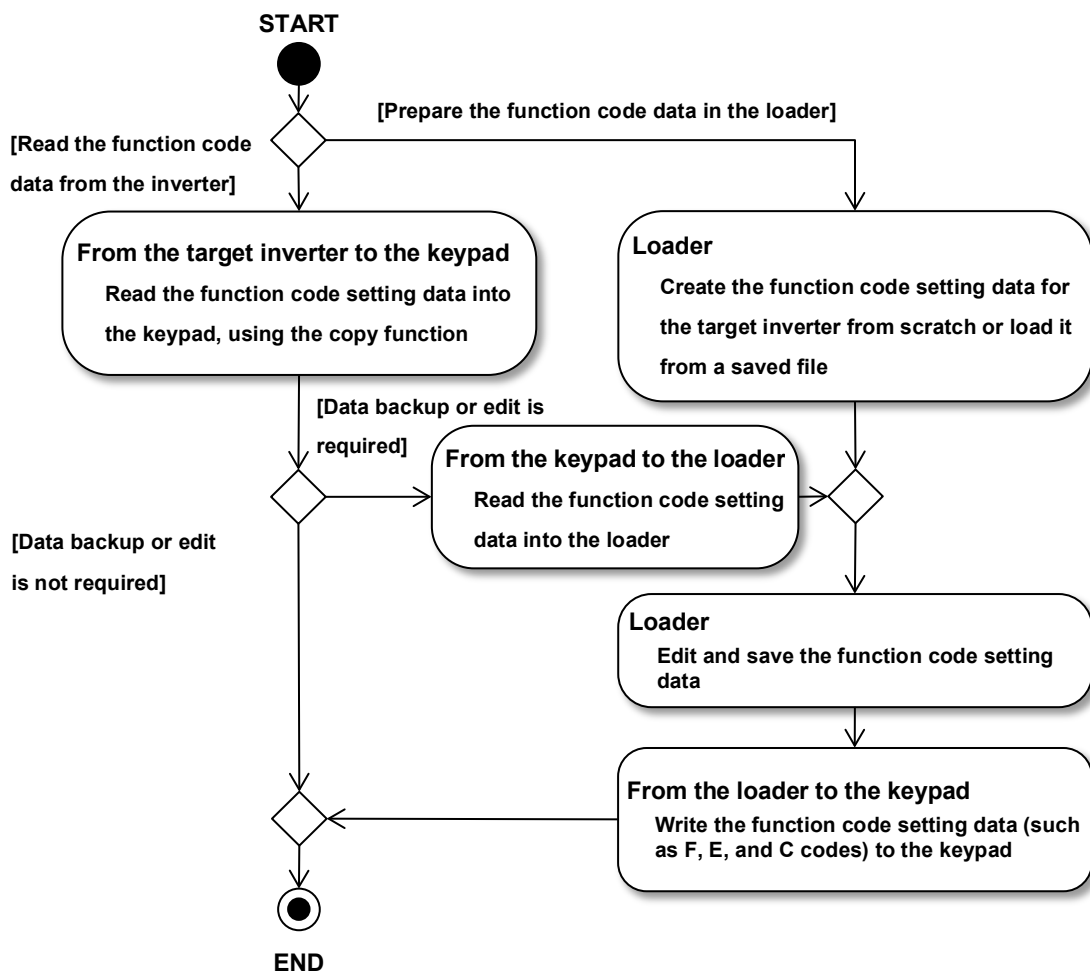 START
[Prepare the function code data in the loader]
[Read the function code
data from the inverter]
From the target inverter to the keypad
Read the function code setting data into
the keypad, using the copy function
Loader
Create the function code setting data for
the target inverter from scratch or load it
from a saved file
[Data backup or edit is
required]
From the keypad to the loader
Read the function code setting
data into the loader
[Data backup or edit
is not required]
Loader
Edit and save the function code setting
data
From the loader to the keypad
Write the function code setting data (such
as F, E, and C codes) to the keypad
END